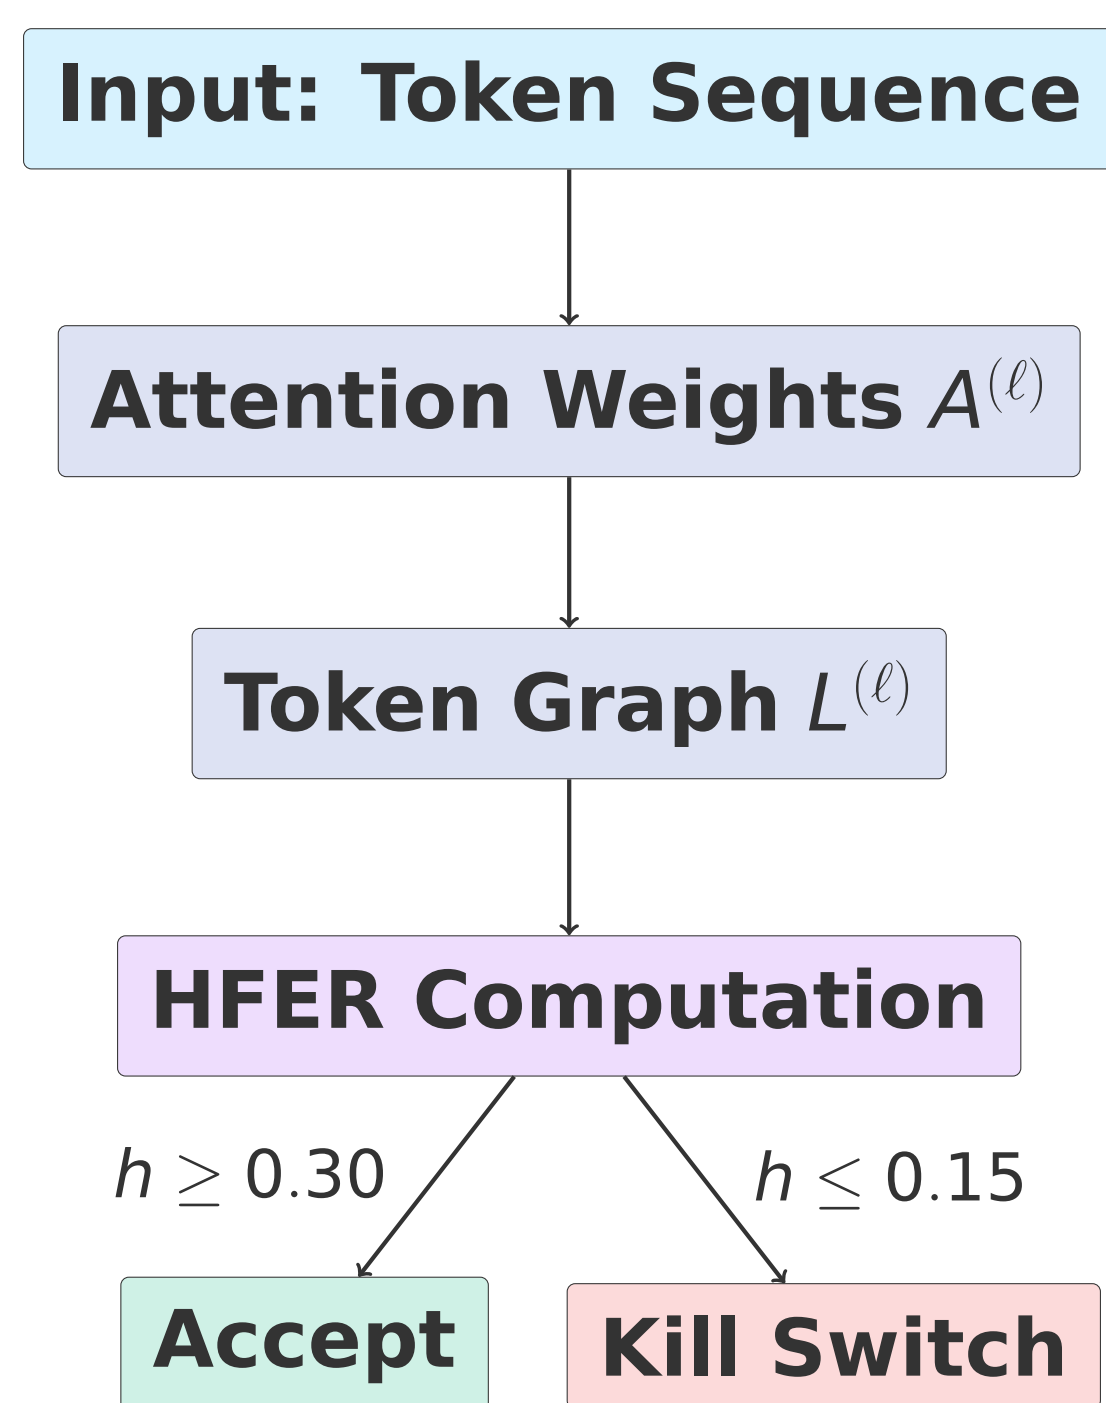 Input: Token Sequence
Attention Weights A^(ℓ)
Token Graph L^(ℓ)
HFER Computation
h ≥ 0.30
h ≤ 0.15
Accept
Kill Switch